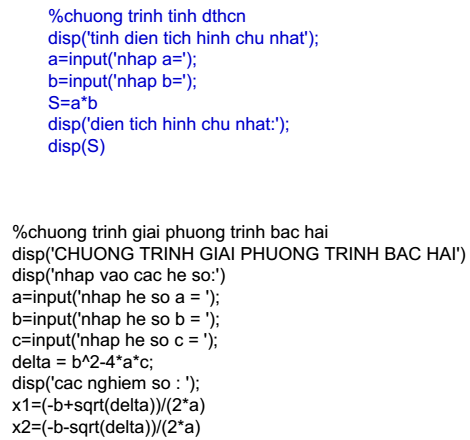 %chuong trinh tinh dthcn
disp('tinh dien tich hinh chu nhat');
a=input('nhap a=');
b=input('nhap b=');
S=a*b
disp('dien tich hinh chu nhat:');
disp(S)
%chuong trinh giai phuong trinh bac hai
disp('CHUONG TRINH GIAI PHUONG TRINH BAC HAI')
disp('nhap vao cac he so:')
a=input('nhap he so a = ');
b=input('nhap he so b = ');
c=input('nhap he so c = ');
delta = b^2-4*a*c;
disp('cac nghiem so : ');
x1=(-b+sqrt(delta))/(2*a)
x2=(-b-sqrt(delta))/(2*a)